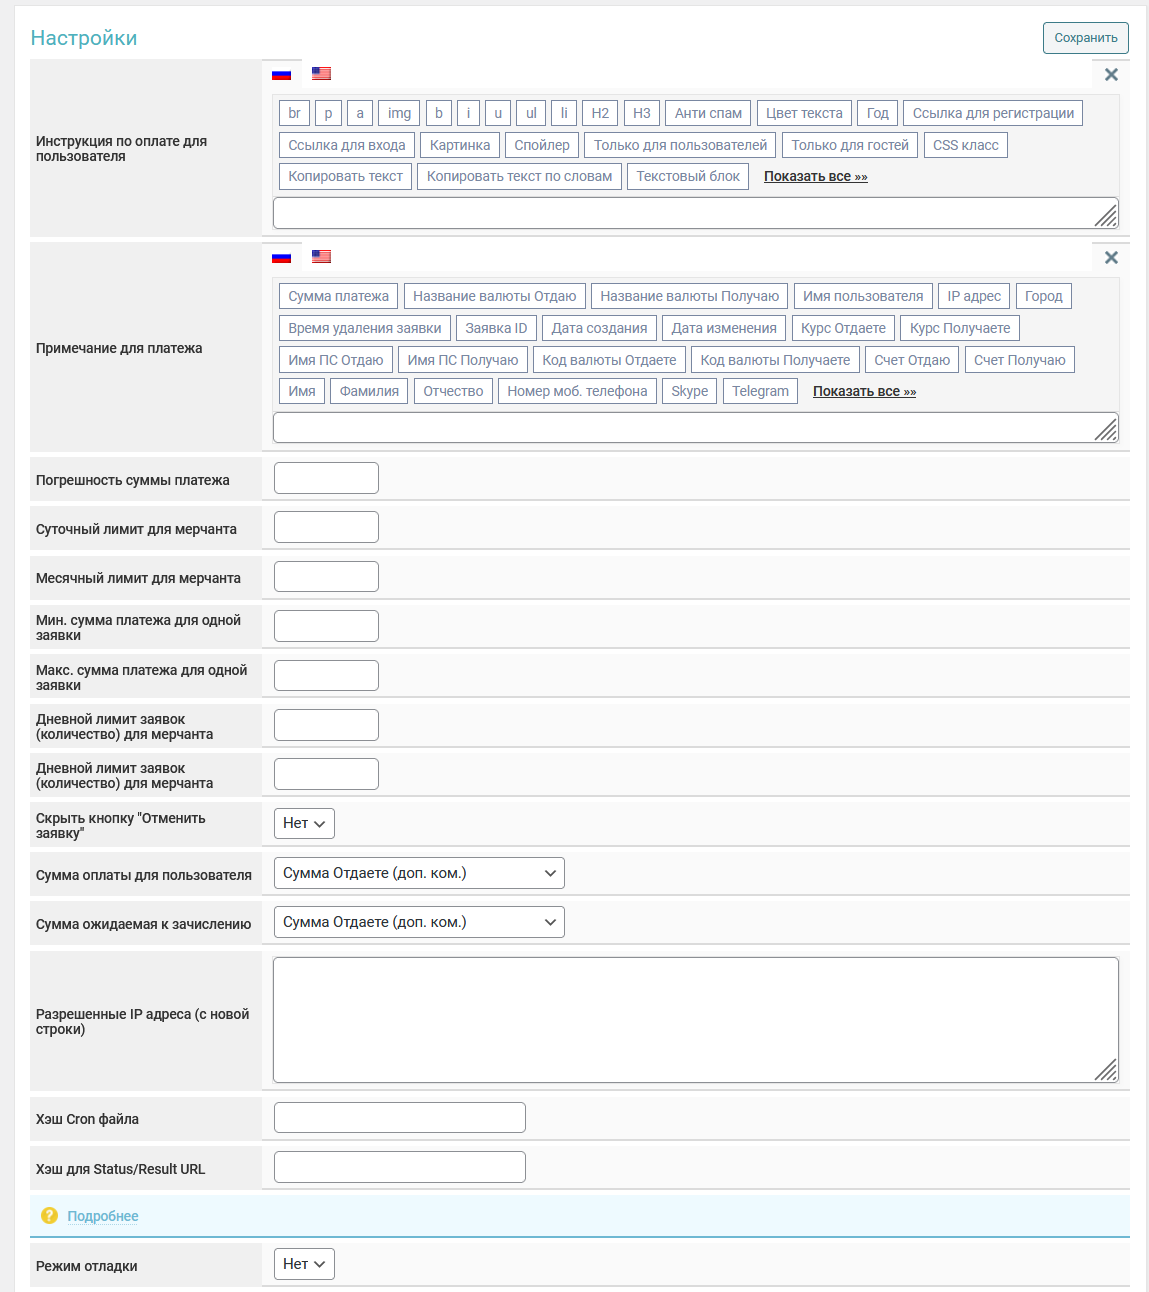 Настройки
Сохранить
Инструкция по оплате для
пользователя
br p a img b i u ul li H2 H3 Анти спам Цвет текста Год Ссылка для регистрации
Ссылка для входа Картинка Спойлер Только для пользователей Только для гостей CSS класс
Копировать текст Копировать текст по словам Текстовый блок Показать все »»
Примечание для платежа
Сумма платежа Название валюты Отдаю Название валюты Получаю Имя пользователя IP адрес Город
Время удаления заявки Заявка ID Дата создания Дата изменения Курс Отдаете Курс Получаете
Имя ПС Отдаю Имя ПС Получаю Код валюты Отдаете Код валюты Получаете Счет Отдаю Счет Получаю
Имя Фамилия Отчество Номер моб. телефона Skype Telegram Показать все »»
Погрешность суммы платежа
Суточный лимит для мерчанта
Месячный лимит для мерчанта
Мин. сумма платежа для одной
заявки
Макс. сумма платежа для одной
заявки
Дневной лимит заявок
(количество) для мерчанта
Дневной лимит заявок
(количество) для мерчанта
Скрыть кнопку "Отменить
заявку"
Нет
Сумма оплаты для пользователя
Сумма Отдаете (доп. ком.)
Сумма ожидаемая к зачислению
Сумма Отдаете (доп. ком.)
Разрешенные IP адреса (с новой
строки)
Хэш Cron файла
Хэш для Status/Result URL
? Подробнее
Режим отладки
Нет